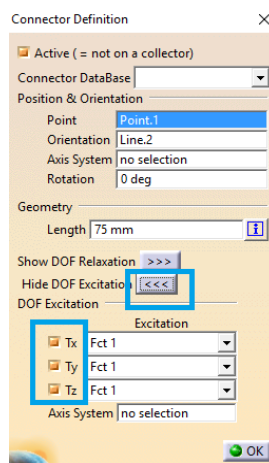 Connector Definition
Active ( = not on a collector)
Connector DataBase
Position & Orientation
Point Point.1
Orientation Line.2
Axis System no selection
Rotation 0 deg
Geometry
Length 75 mm
Show DOF Relaxation >>>
Hide DOF Excitation <<<
DOF Excitation
Excitation
Tx Fct 1
Ty Fct 1
Tz Fct 1
Axis System no selection
OK